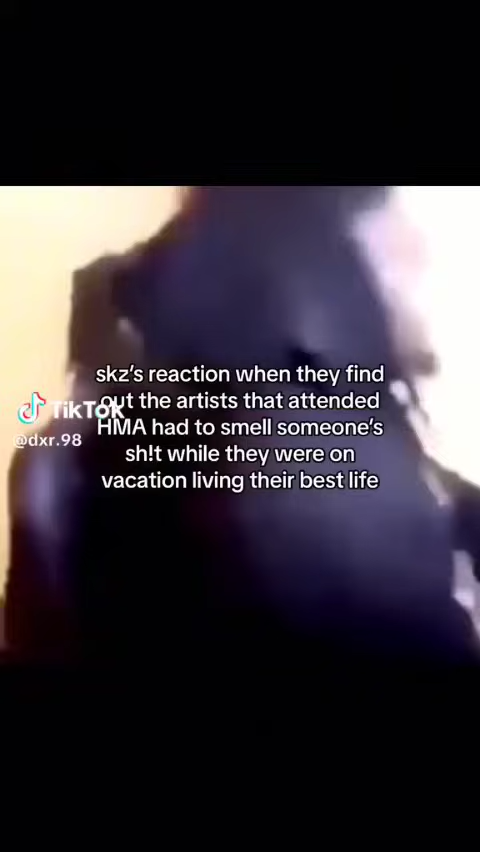 skz's reaction when they find
out the artists that attended
HMA had to smell someone's
sh!t while they were on
vacation living their best life
TikTok
@dxr.98